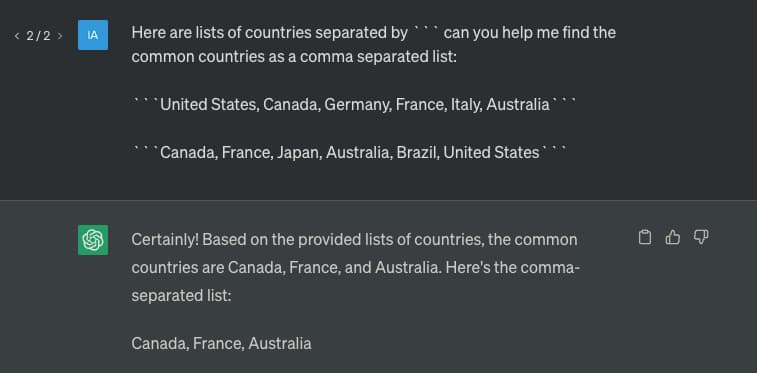 2 / 2
IA
Here are lists of countries separated by ``` can you help me find the
common countries as a comma separated list:
```United States, Canada, Germany, France, Italy, Australia```
```Canada, France, Japan, Australia, Brazil, United States```
Certainly! Based on the provided lists of countries, the common
countries are Canada, France, and Australia. Here's the comma-
separated list:
Canada, France, Australia